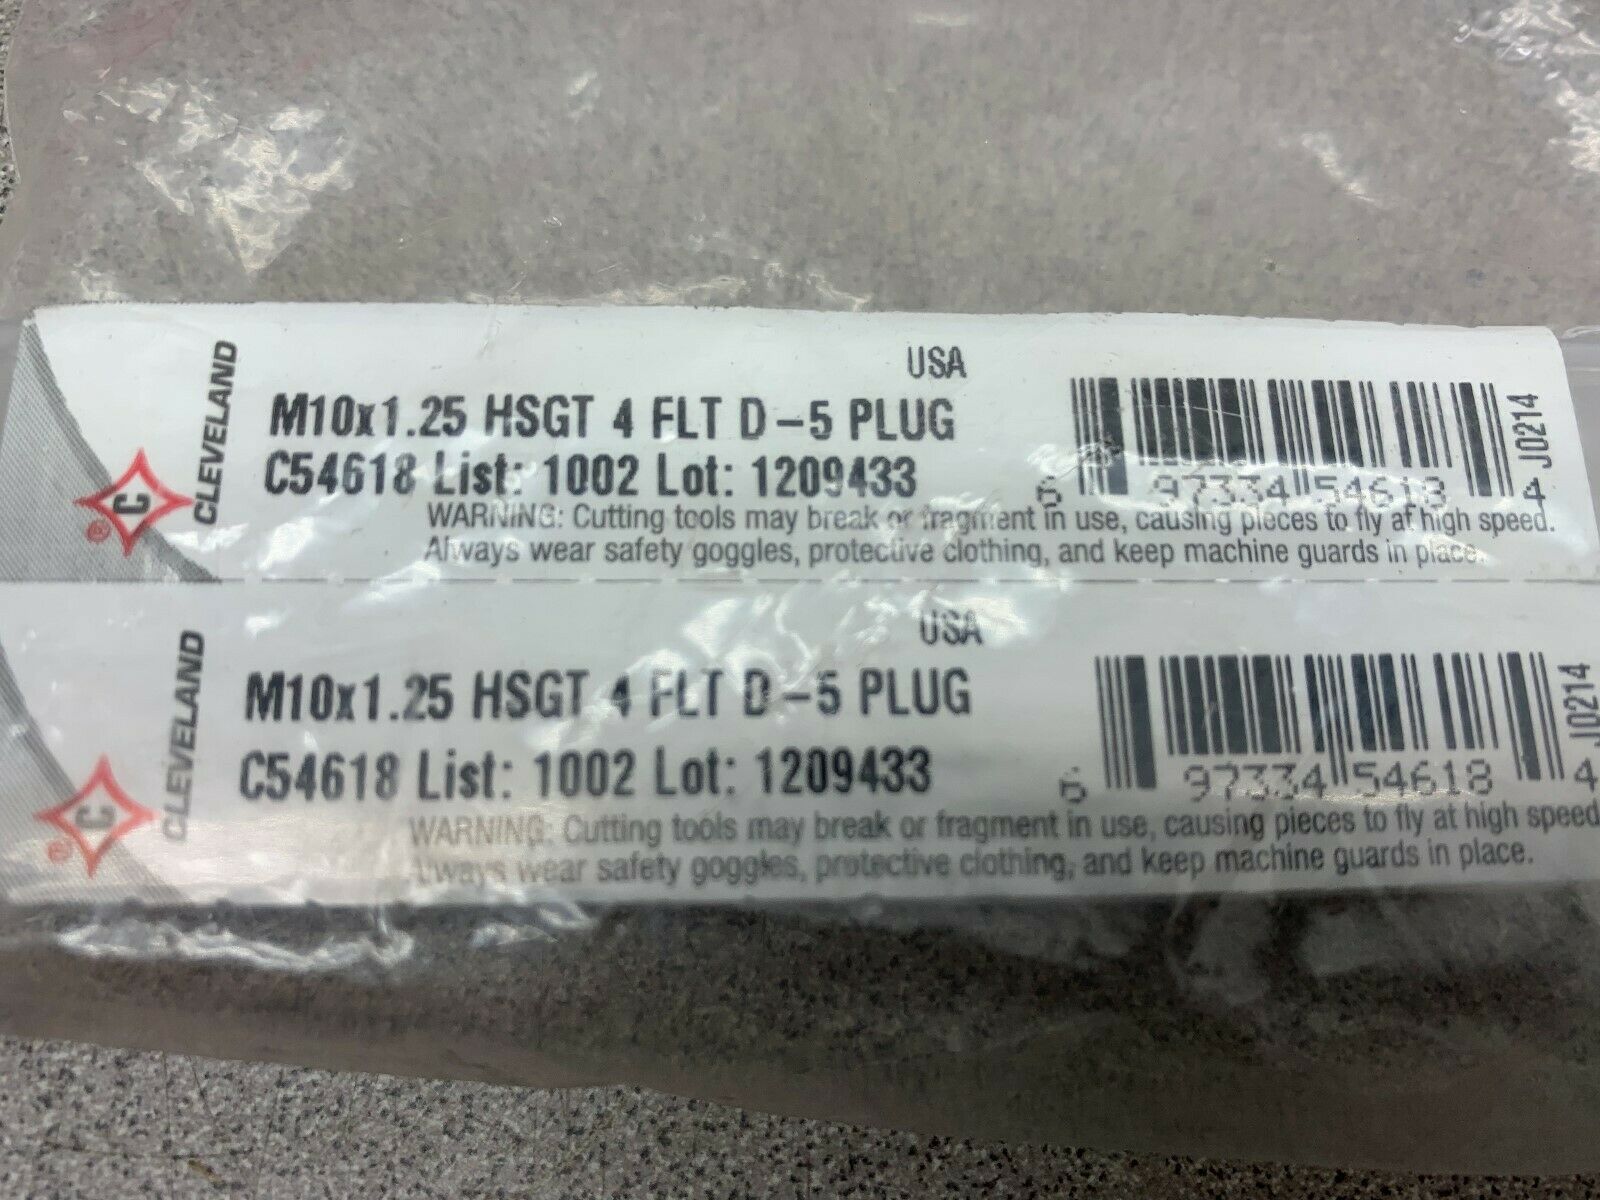 USA
CLEVELAND
M10x1.25 HSGT 4 FLT D-5 PLUG
C54618 List: 1002 Lot: 1209433
C ®
6 97334 54618 4
J0214
WARNING: Cutting tools may break or fragment in use, causing pieces to fly at high speed.
Always wear safety goggles, protective clothing, and keep machine guards in place.
USA
CLEVELAND
M10x1.25 HSGT 4 FLT D-5 PLUG
C54618 List: 1002 Lot: 1209433
C ®
6 97334 54618 4
J0214
WARNING: Cutting tools may break or fragment in use, causing pieces to fly at high speed
Always wear safety goggles, protective clothing, and keep machine guards in place.